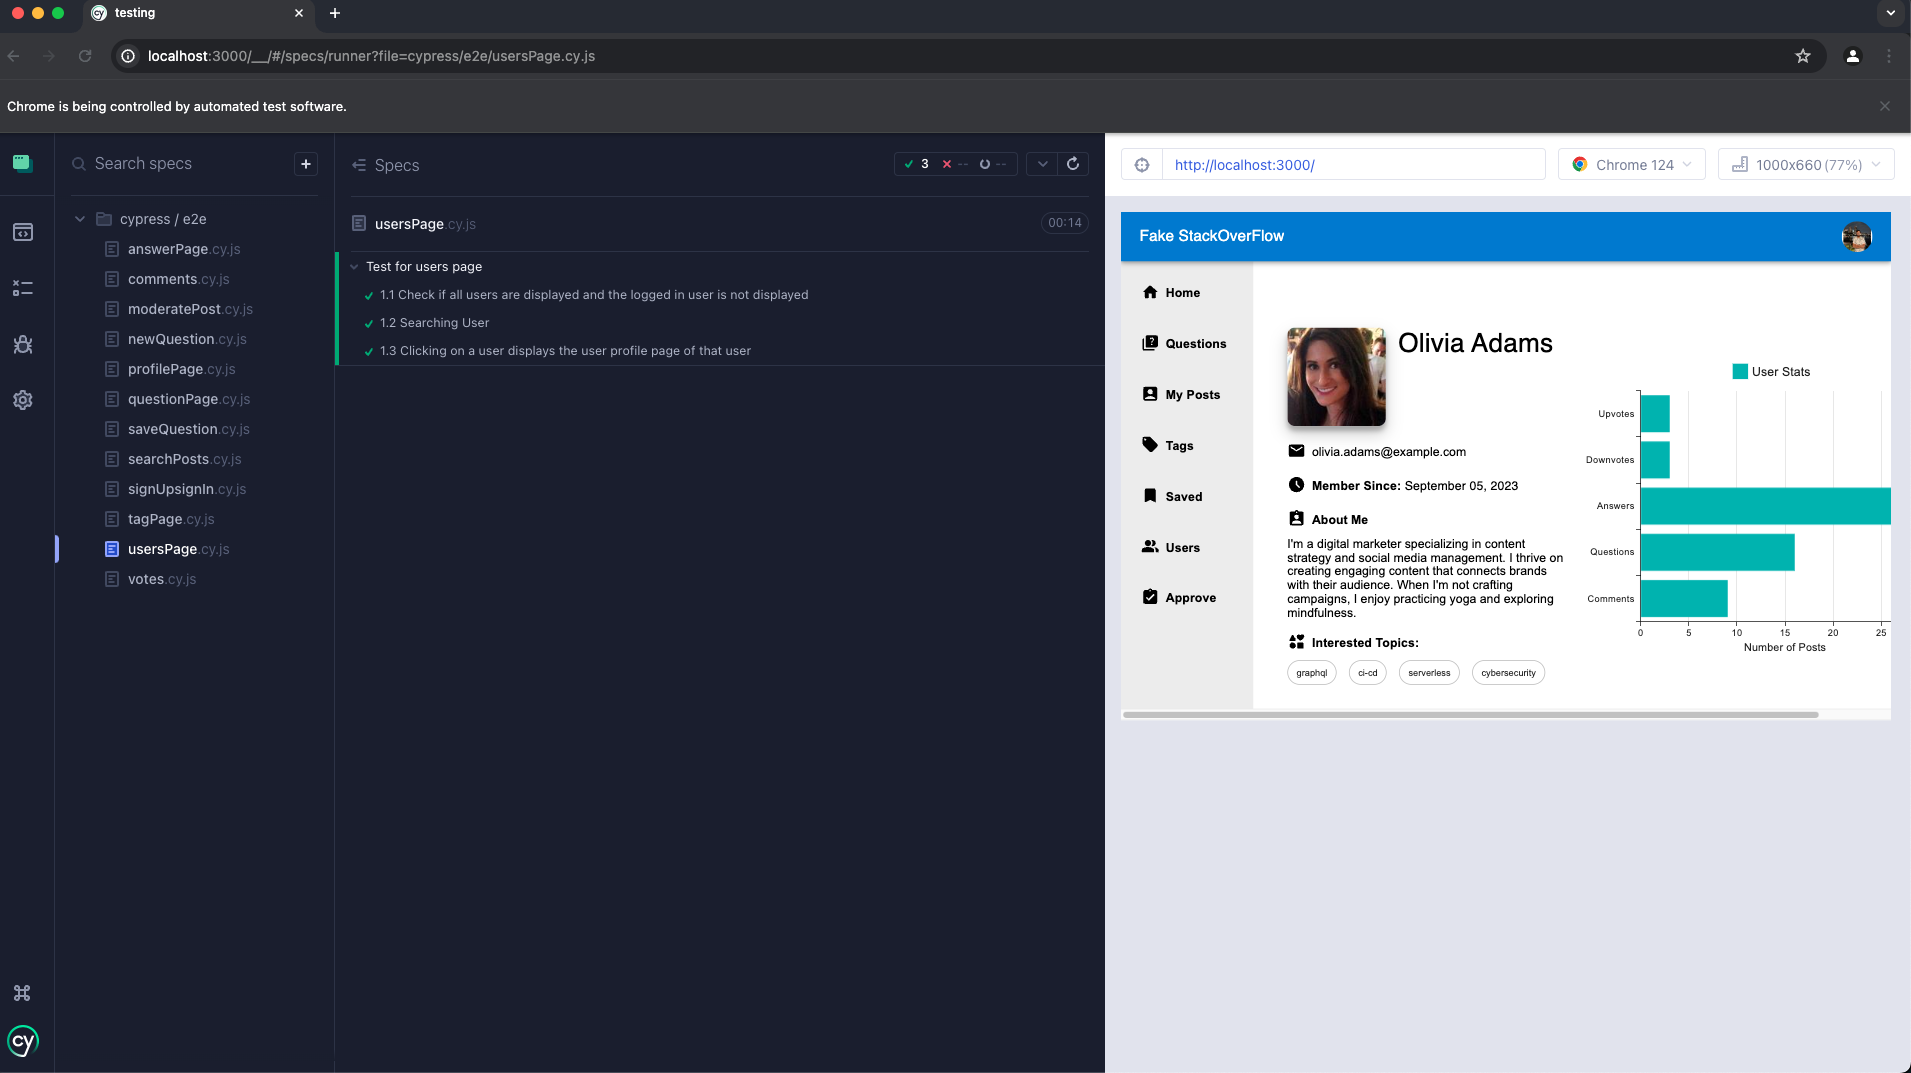 testing
localhost:3000/__/#/specs/runner?file=cypress/e2e/usersPage.cy.js
Chrome is being controlled by automated test software.
Search specs
cypress / e2e
answerPage.cy.js
comments.cy.js
moderatePost.cy.js
newQuestion.cy.js
profilePage.cy.js
questionPage.cy.js
saveQuestion.cy.js
searchPosts.cy.js
signUpsignIn.cy.js
tagPage.cy.js
usersPage.cy.js
votes.cy.js
cy
Specs
3 -- --
usersPage.cy.js 00:14
Test for users page
1.1 Check if all users are displayed and the logged in user is not displayed
1.2 Searching User
1.3 Clicking on a user displays the user profile page of that user
http://localhost:3000/
Chrome 124
1000x660 (77%)
Fake StackOverFlow
Home
Questions
My Posts
Tags
Saved
Users
Approve
Olivia Adams
olivia.adams@example.com
Member Since: September 05, 2023
About Me
I'm a digital marketer specializing in content
strategy and social media management. I thrive on
creating engaging content that connects brands
with their audience. When I'm not crafting
campaigns, I enjoy practicing yoga and exploring
mindfulness.
Interested Topics:
graphql ci-cd serverless cybersecurity
User Stats
Upvotes
Downvotes
Answers
Questions
Comments
0 5 10 15 20 25
Number of Posts